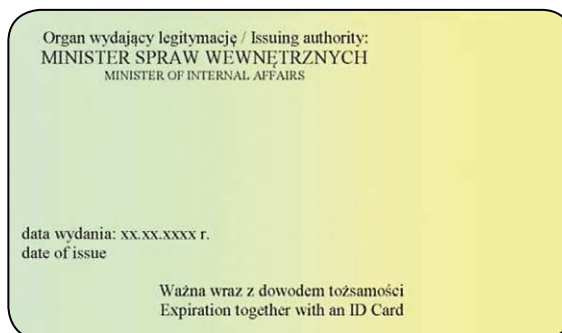 Organ wydający legitymację / Issuing authority:
MINISTER SPRAW WEWNĘTRZNYCH
MINISTER OF INTERNAL AFFAIRS
data wydania: xx.xx.xxxx r.
date of issue
Ważna wraz z dowodem tożsamości
Expiration together with an ID Card